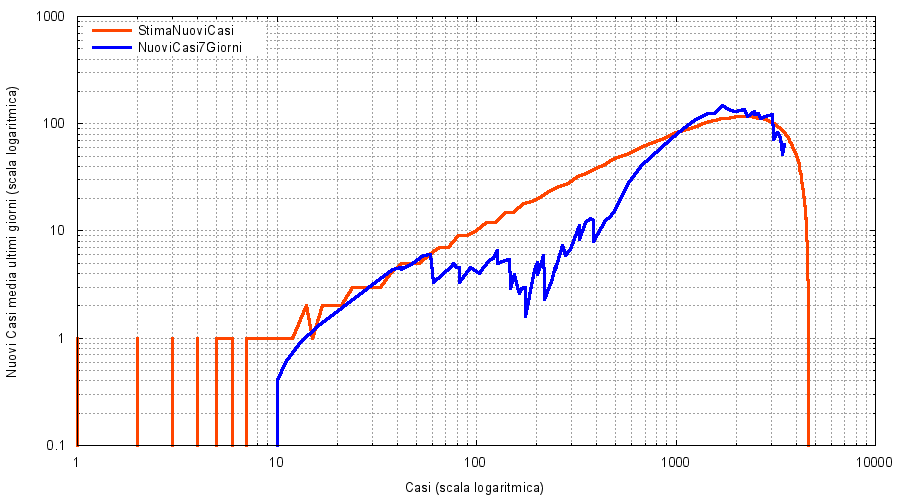 1000
StimaNuoviCasi
NuoviCasi7Giorni
100
10
1
0.1
Nuovi Casi media ultimi giorni (scala logaritmica)
1 10 100 1000 10000
Casi (scala logaritmica)